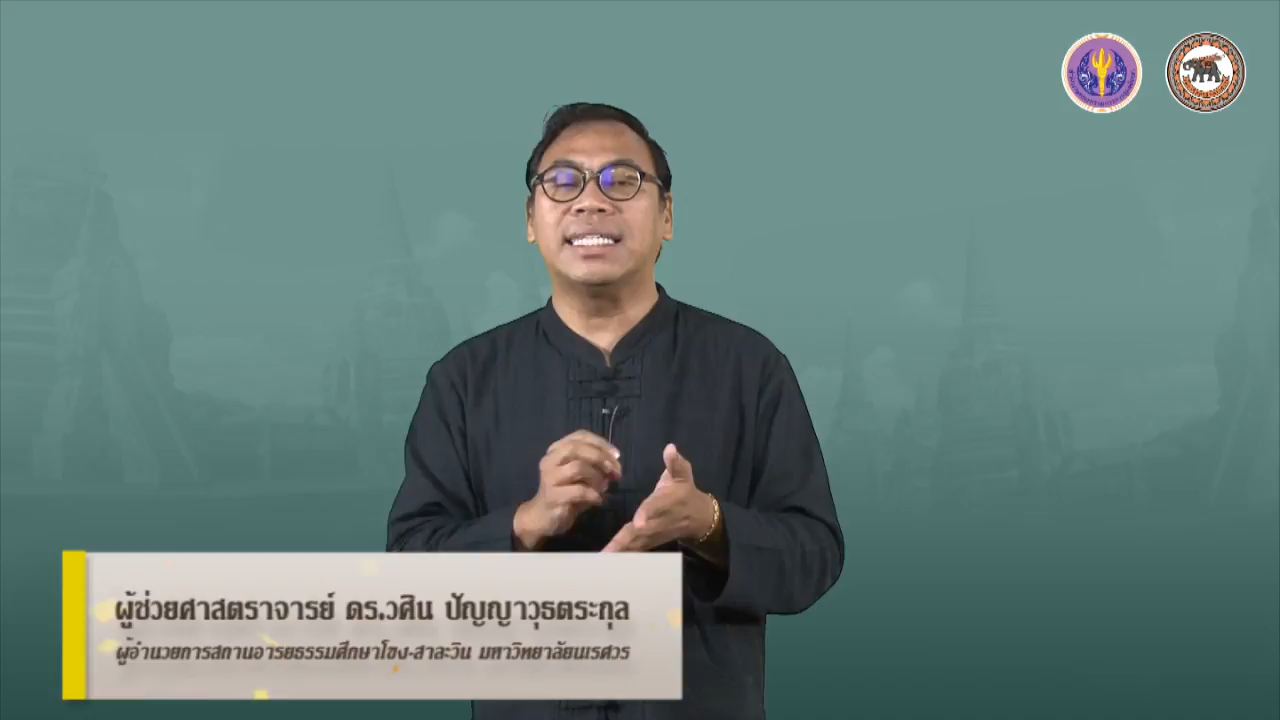 ผู้ช่วยศาสตราจารย์ ดร.วศิน ปัญญาวุธตระกูล
ผู้อำนวยการสถานอารยธรรมศึกษาโขง-สาละวิน มหาวิทยาลัยนเรศวร